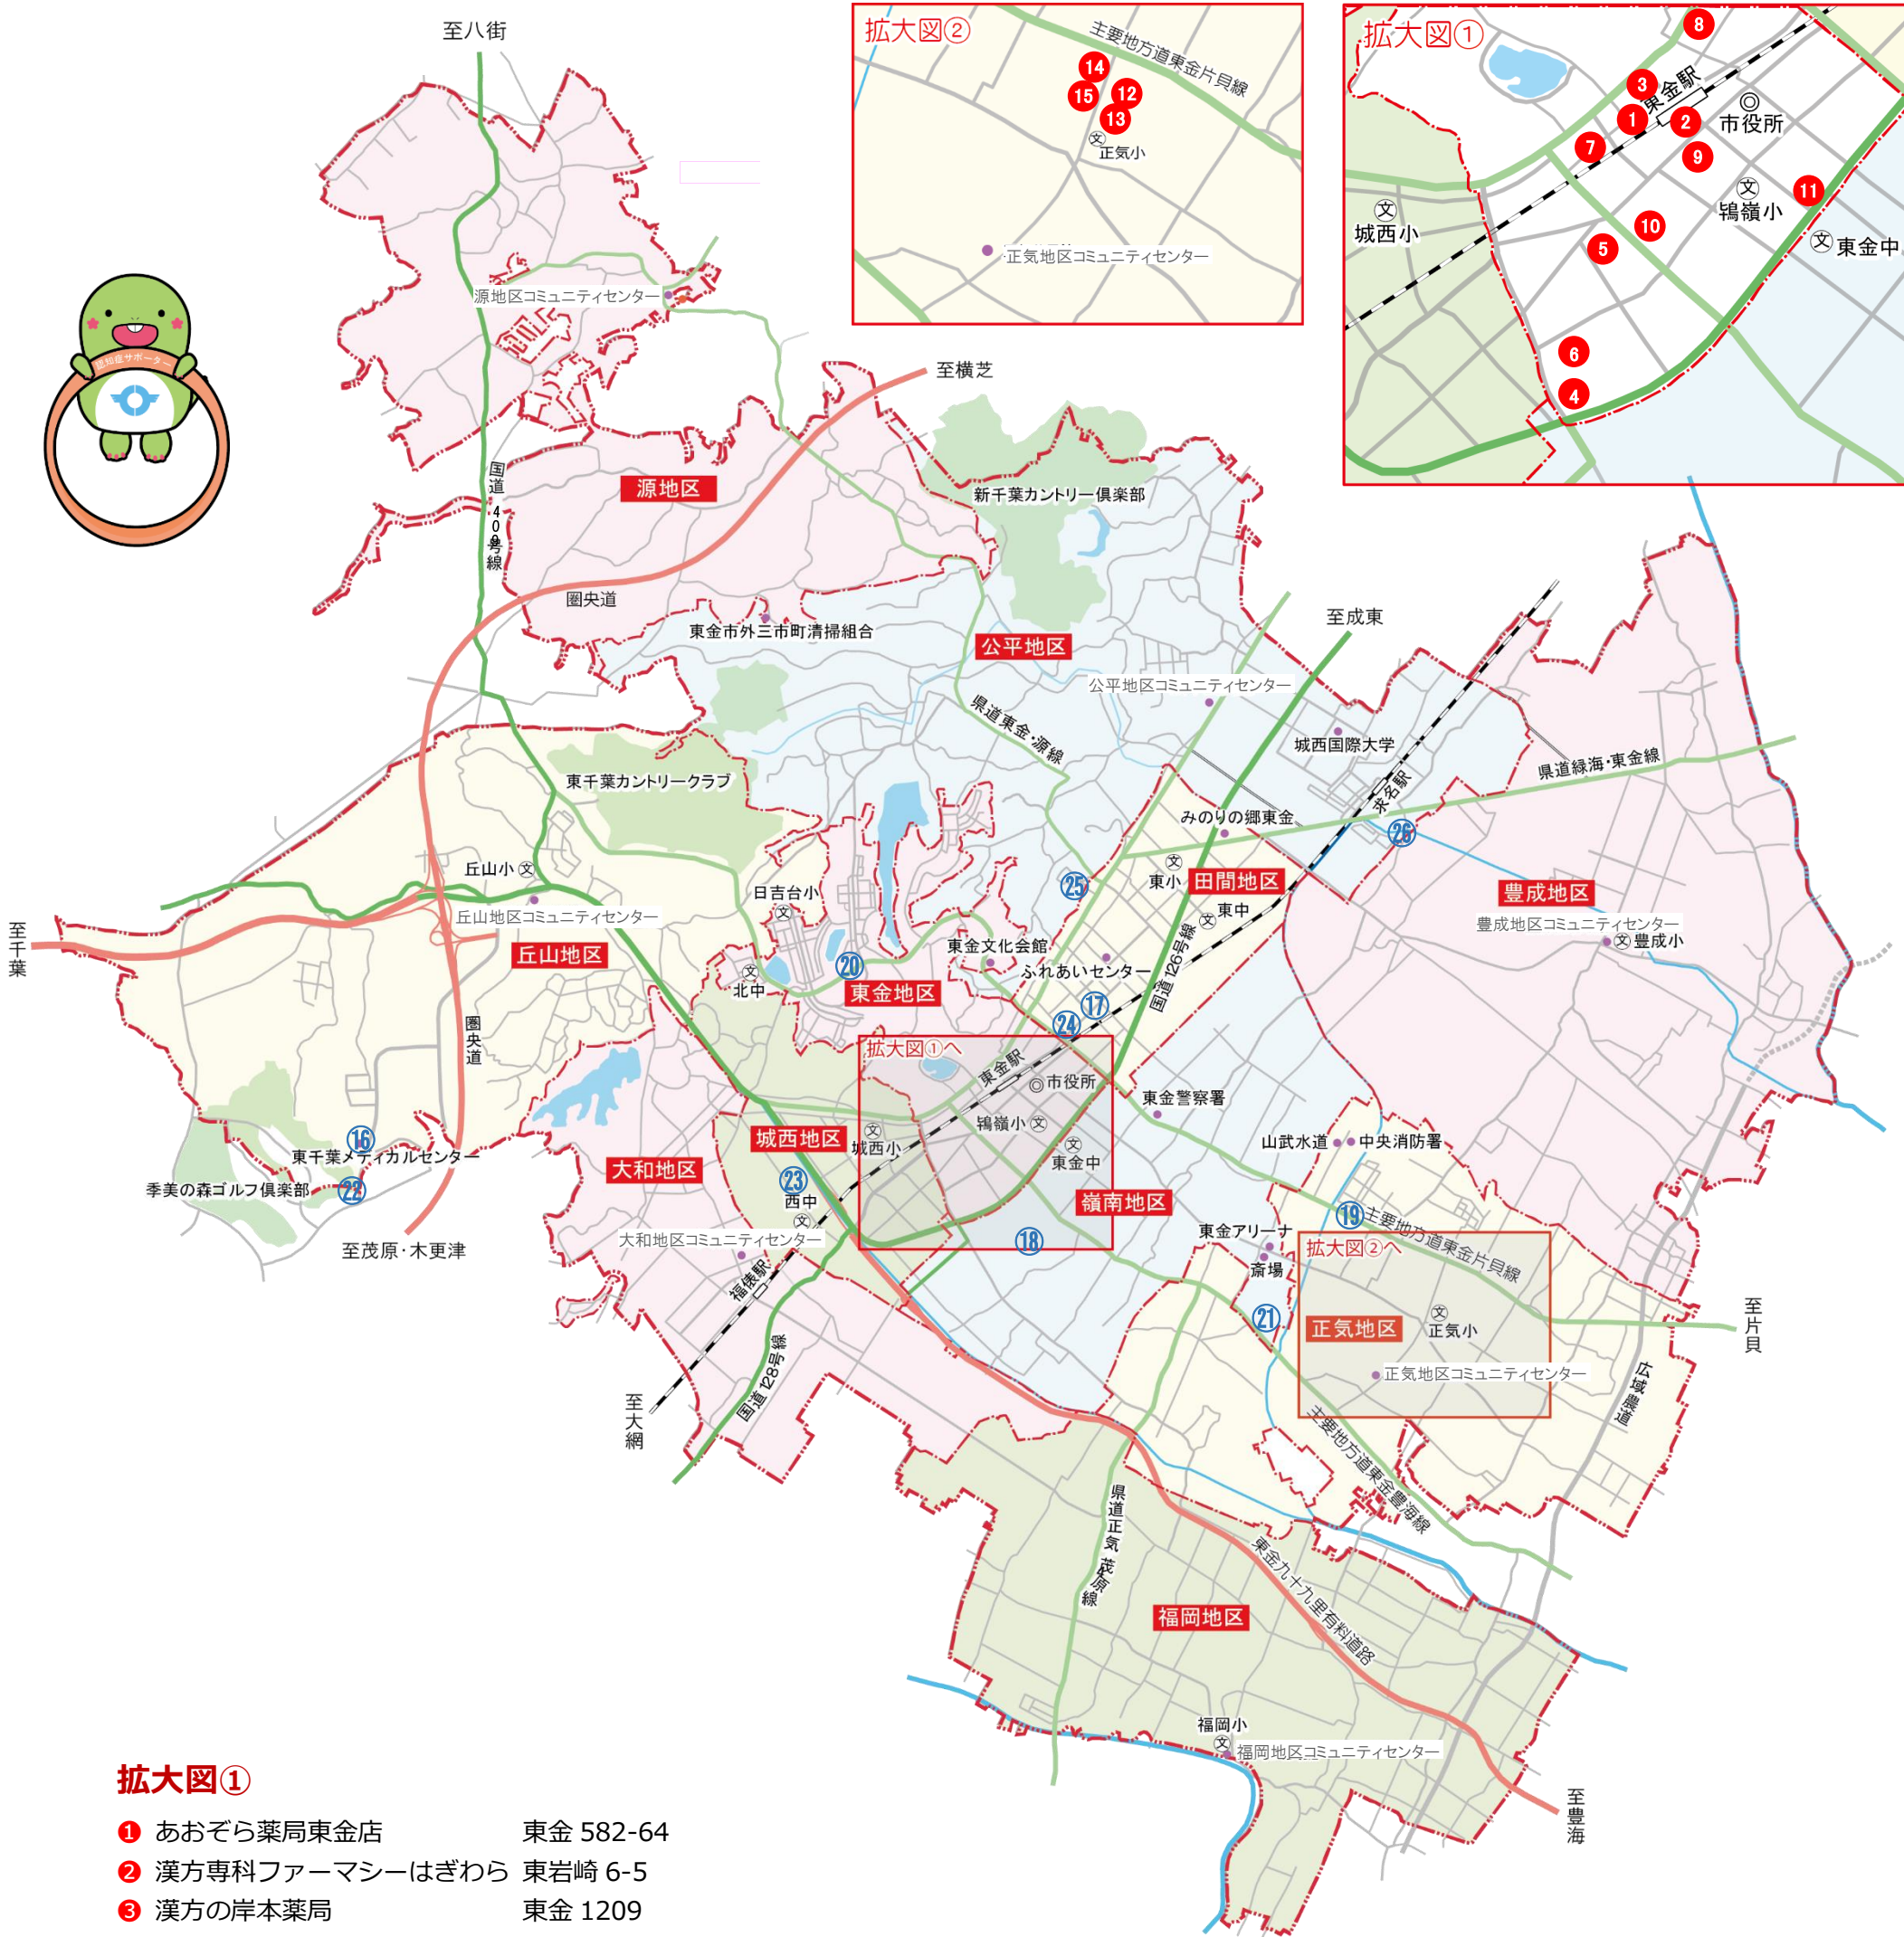 至八街
拡大図②
主要地方道東金片貝線
14
15
12
13
正気小
正気地区コミュニティセンター
拡大図①
8
3
東金駅
1
2
市役所
7
9
鴇嶺小
11
城西小
10
5
東金中
6
4
認知症サポーター
源地区コミュニティセンター
至横芝
国道409号線
源地区
新千葉カントリー倶楽部
圏央道
東金市外三市町清掃組合
公平地区
至成東
公平地区コミュニティセンター
県道東金・源線
城西国際大学
求名駅
県道緑海・東金線
東千葉カントリークラブ
みのりの郷東金
㉖
丘山小
日吉台小
㉕
東小
田間地区
豊成地区
丘山地区コミュニティセンター
東中
豊成地区コミュニティセンター
豊成小
至千葉
丘山地区
東金文化会館
ふれあいセンター
国道126号線
北中
⑳
東金地区
⑰
㉔
圏央道
拡大図①へ
東金駅
市役所
東金警察署
鴇嶺小
城西地区
城西小
東金中
山武水道
中央消防署
⑯
東千葉メディカルセンター
大和地区
㉓
西中
嶺南地区
季美の森ゴルフ倶楽部
㉒
⑲
主要地方道東金片貝線
大和地区コミュニティセンター
⑱
東金アリーナ
斎場
拡大図②へ
至茂原・木更津
福俵駅
㉑
正気地区
正気小
至片貝
国道128号線
正気地区コミュニティセンター
広域農道
至大網
主要地方道東金豊海線
県道正気茂原線
東金九十九里有料道路
福岡地区
福岡小
福岡地区コミュニティセンター
至豊海
拡大図①
❶ あおぞら薬局東金店 東金 582-64
❷ 漢方専科ファーマシーはぎわら 東岩崎 6-5
❸ 漢方の岸本薬局 東金 1209